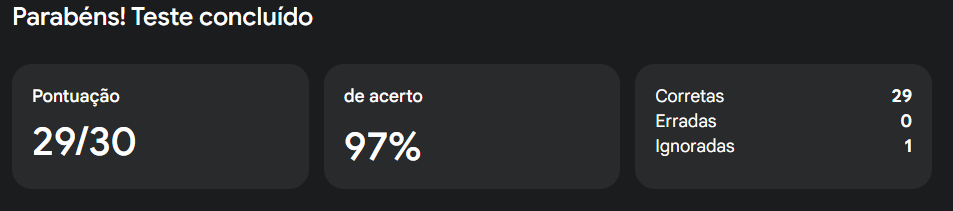 Parabéns! Teste concluído
Pontuação
29/30
de acerto
97%
Corretas 29
Erradas 0
Ignoradas 1